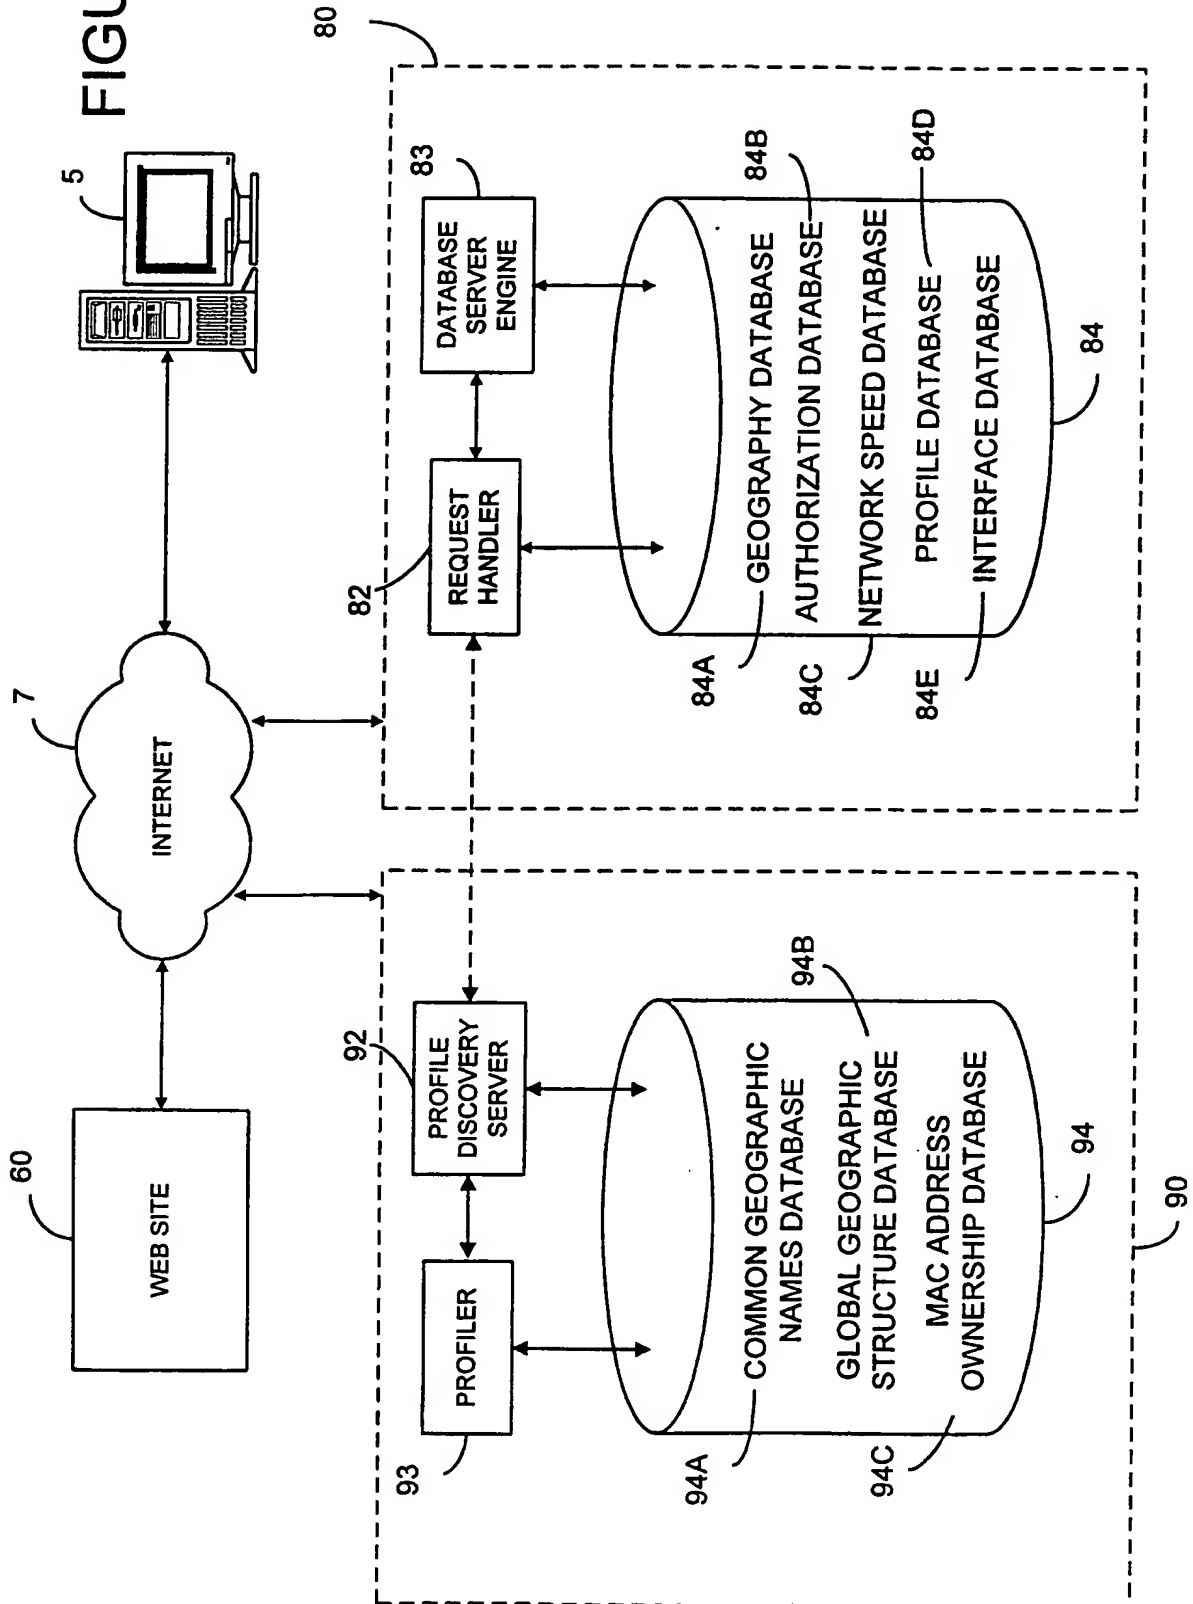 FIGU
60
WEB SITE
7
INTERNET
5
80
90
93
PROFILER
92
PROFILE
DISCOVERY
SERVER
82
REQUEST
HANDLER
83
DATABASE
SERVER
ENGINE
94A
COMMON GEOGRAPHIC
NAMES DATABASE
94B
GLOBAL GEOGRAPHIC
STRUCTURE DATABASE
94C
MAC ADDRESS
OWNERSHIP DATABASE
94
84A
GEOGRAPHY DATABASE
84B
AUTHORIZATION DATABASE
84C
NETWORK SPEED DATABASE
84D
PROFILE DATABASE
84E
INTERFACE DATABASE
84